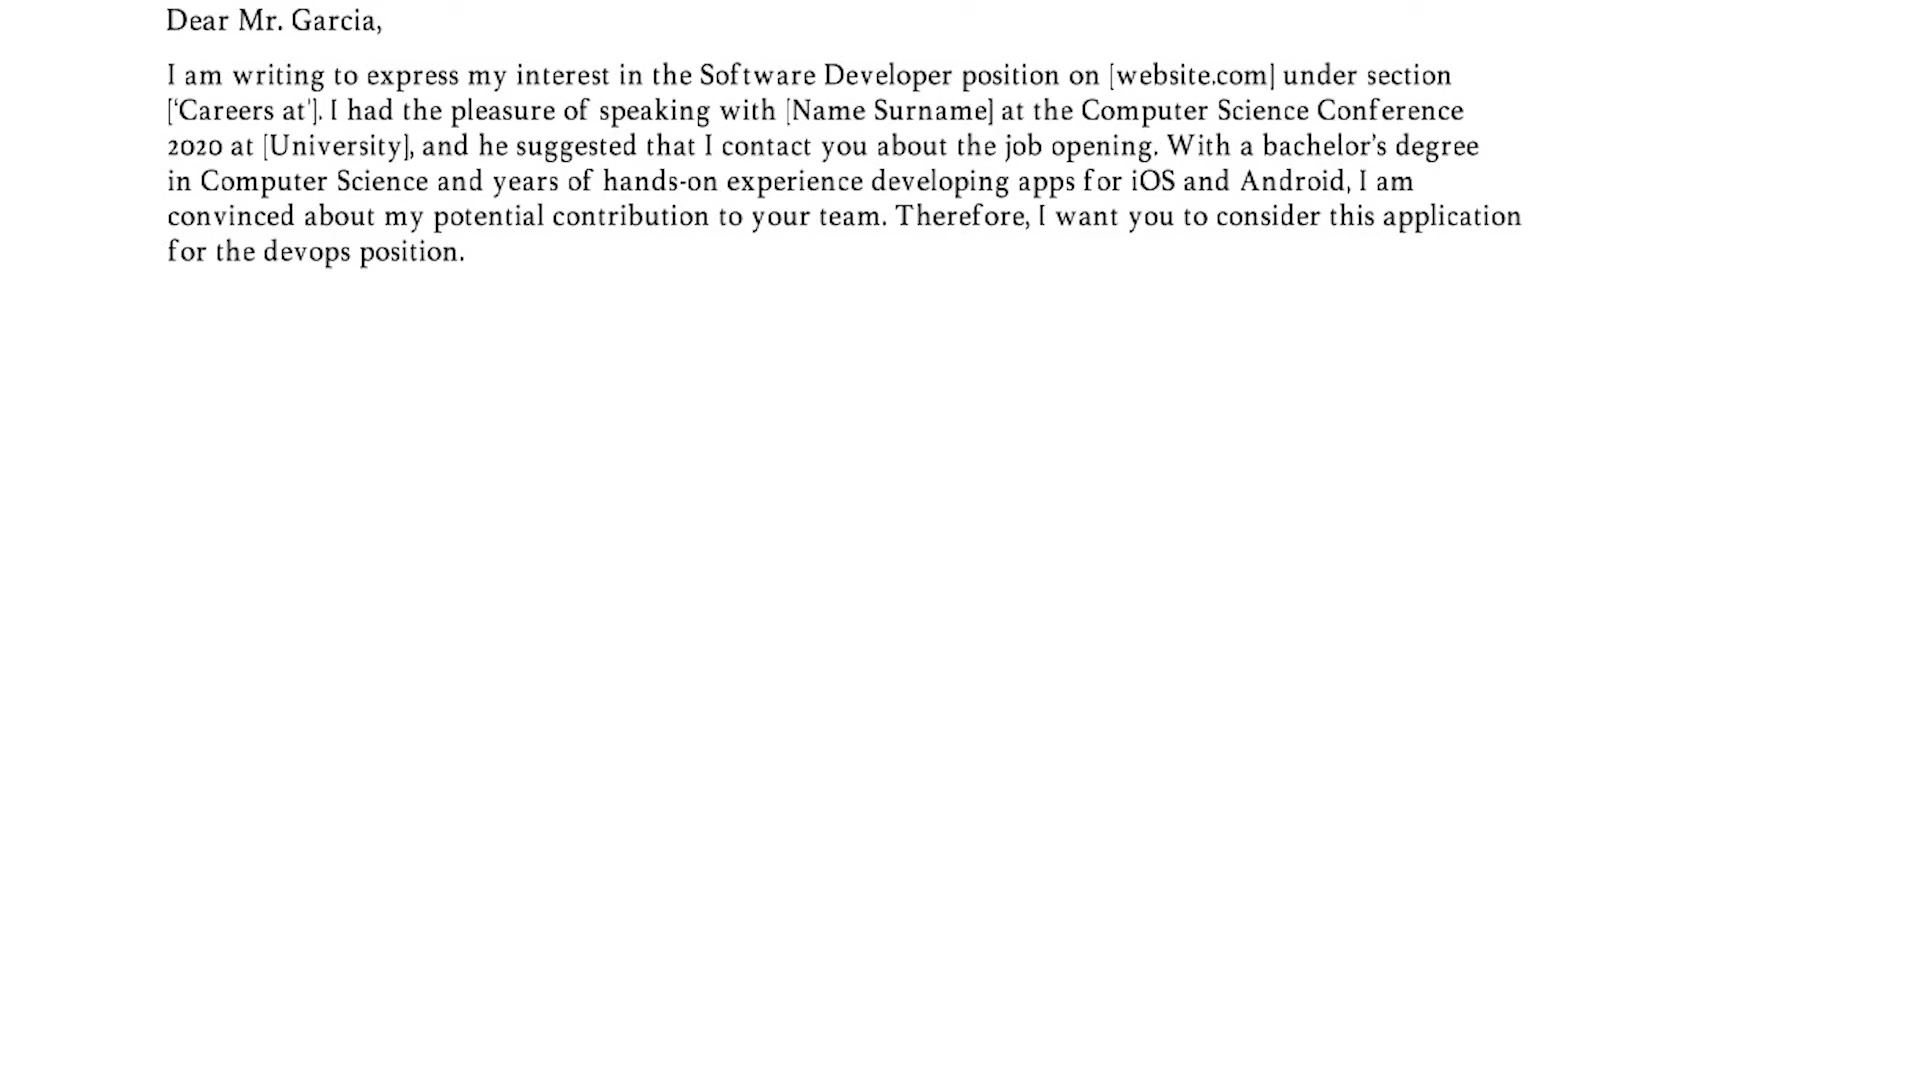 Dear Mr. Garcia,
I am writing to express my interest in the Software Developer position on [website.com] under section
[‘Careers at']. I had the pleasure of speaking with [Name Surname] at the Computer Science Conference
2020 at [University], and he suggested that I contact you about the job opening. With a bachelor’s degree
in Computer Science and years of hands-on experience developing apps for iOS and Android, I am
convinced about my potential contribution to your team. Therefore, I want you to consider this application
for the devops position.